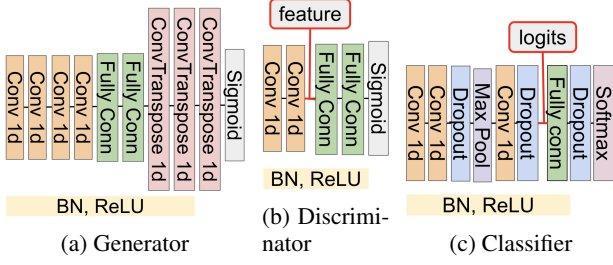 Conv 1d
Conv 1d
Conv 1d
Conv 1d
Fully Conn
Fully Conn
ConvTranspose 1d
ConvTranspose 1d
ConvTranspose 1d
Sigmoid
BN, ReLU
(a) Generator
feature
Conv 1d
Conv 1d
Fully Conn
Fully Conn
Sigmoid
BN, ReLU
(b) Discrimi-
nator
logits
Conv 1d
Conv 1d
Dropout
Max Pool
Conv 1d
Dropout
Fully conn
Dropout
Softmax
BN, ReLU
(c) Classifier